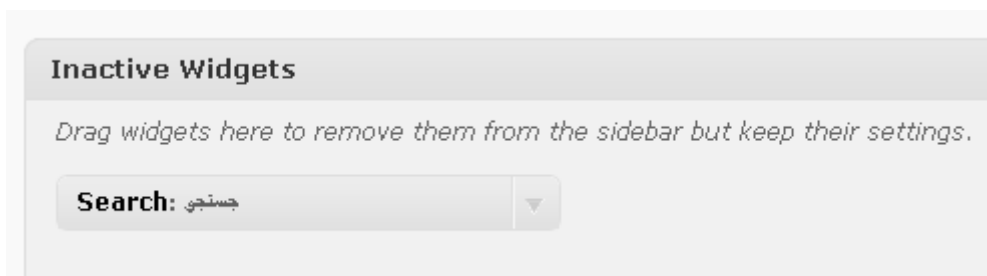 Inactive Widgets
Drag widgets here to remove them from the sidebar but keep their settings.
Search: جستجو